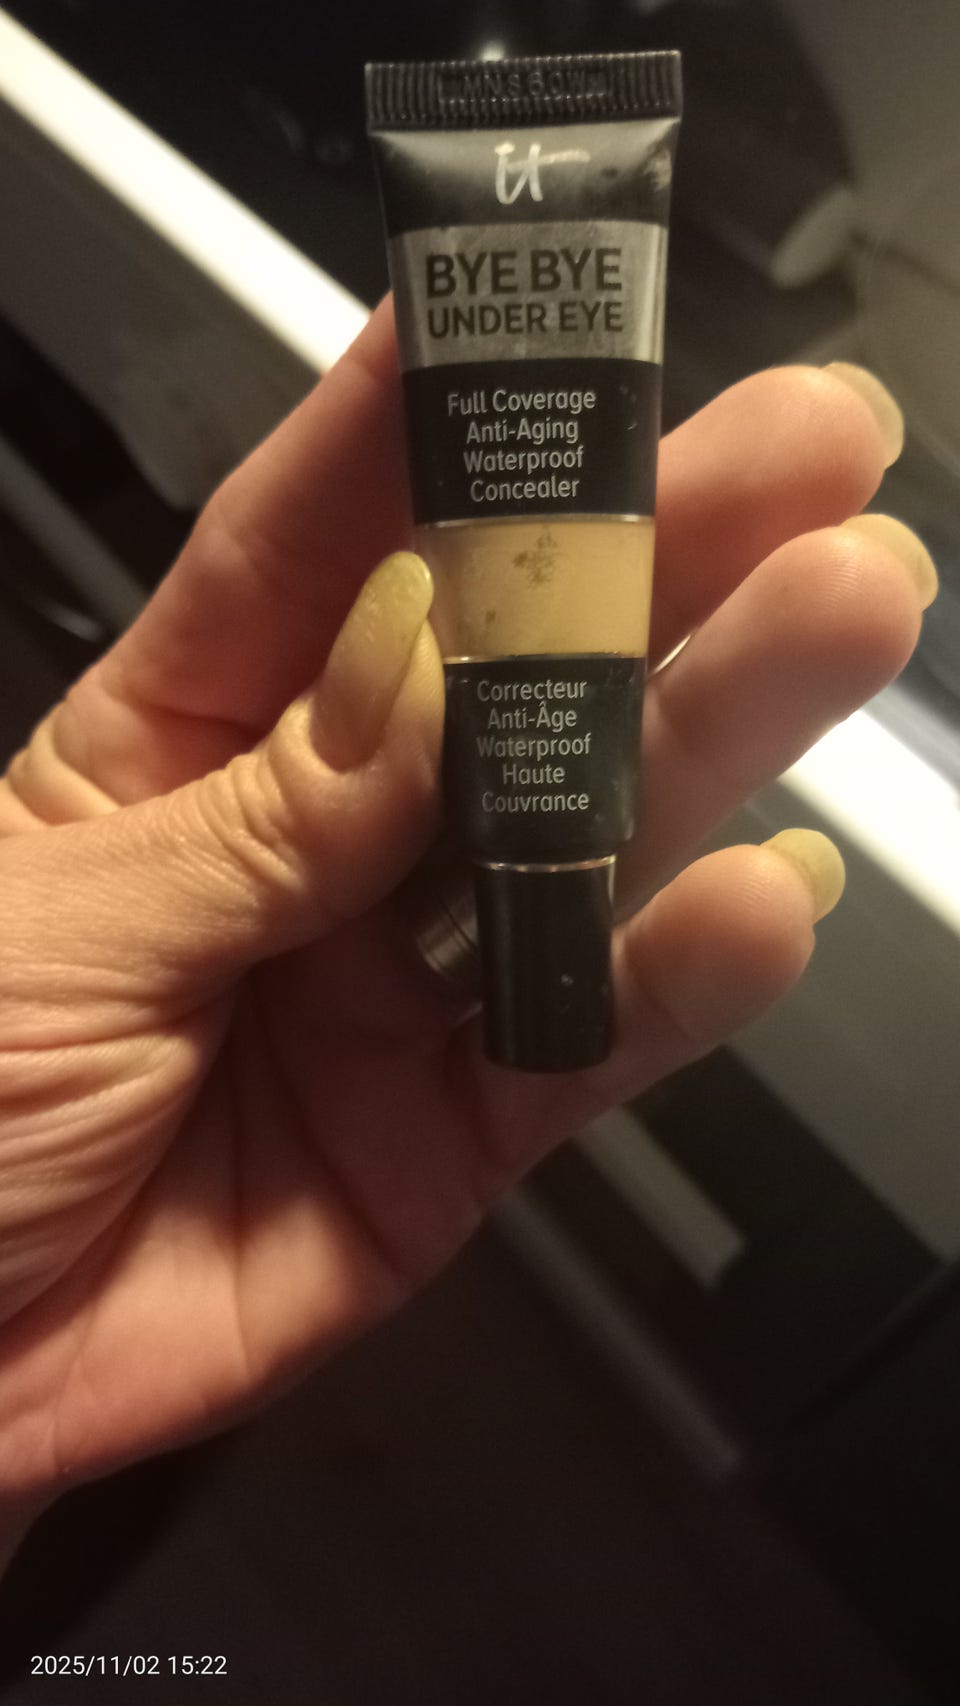 it
BYE BYE
UNDER EYE
Full Coverage
Anti-Aging
Waterproof
Concealer
Correcteur
Anti-Âge
Waterproof
Haute
Couvrance
2025/11/02 15:22